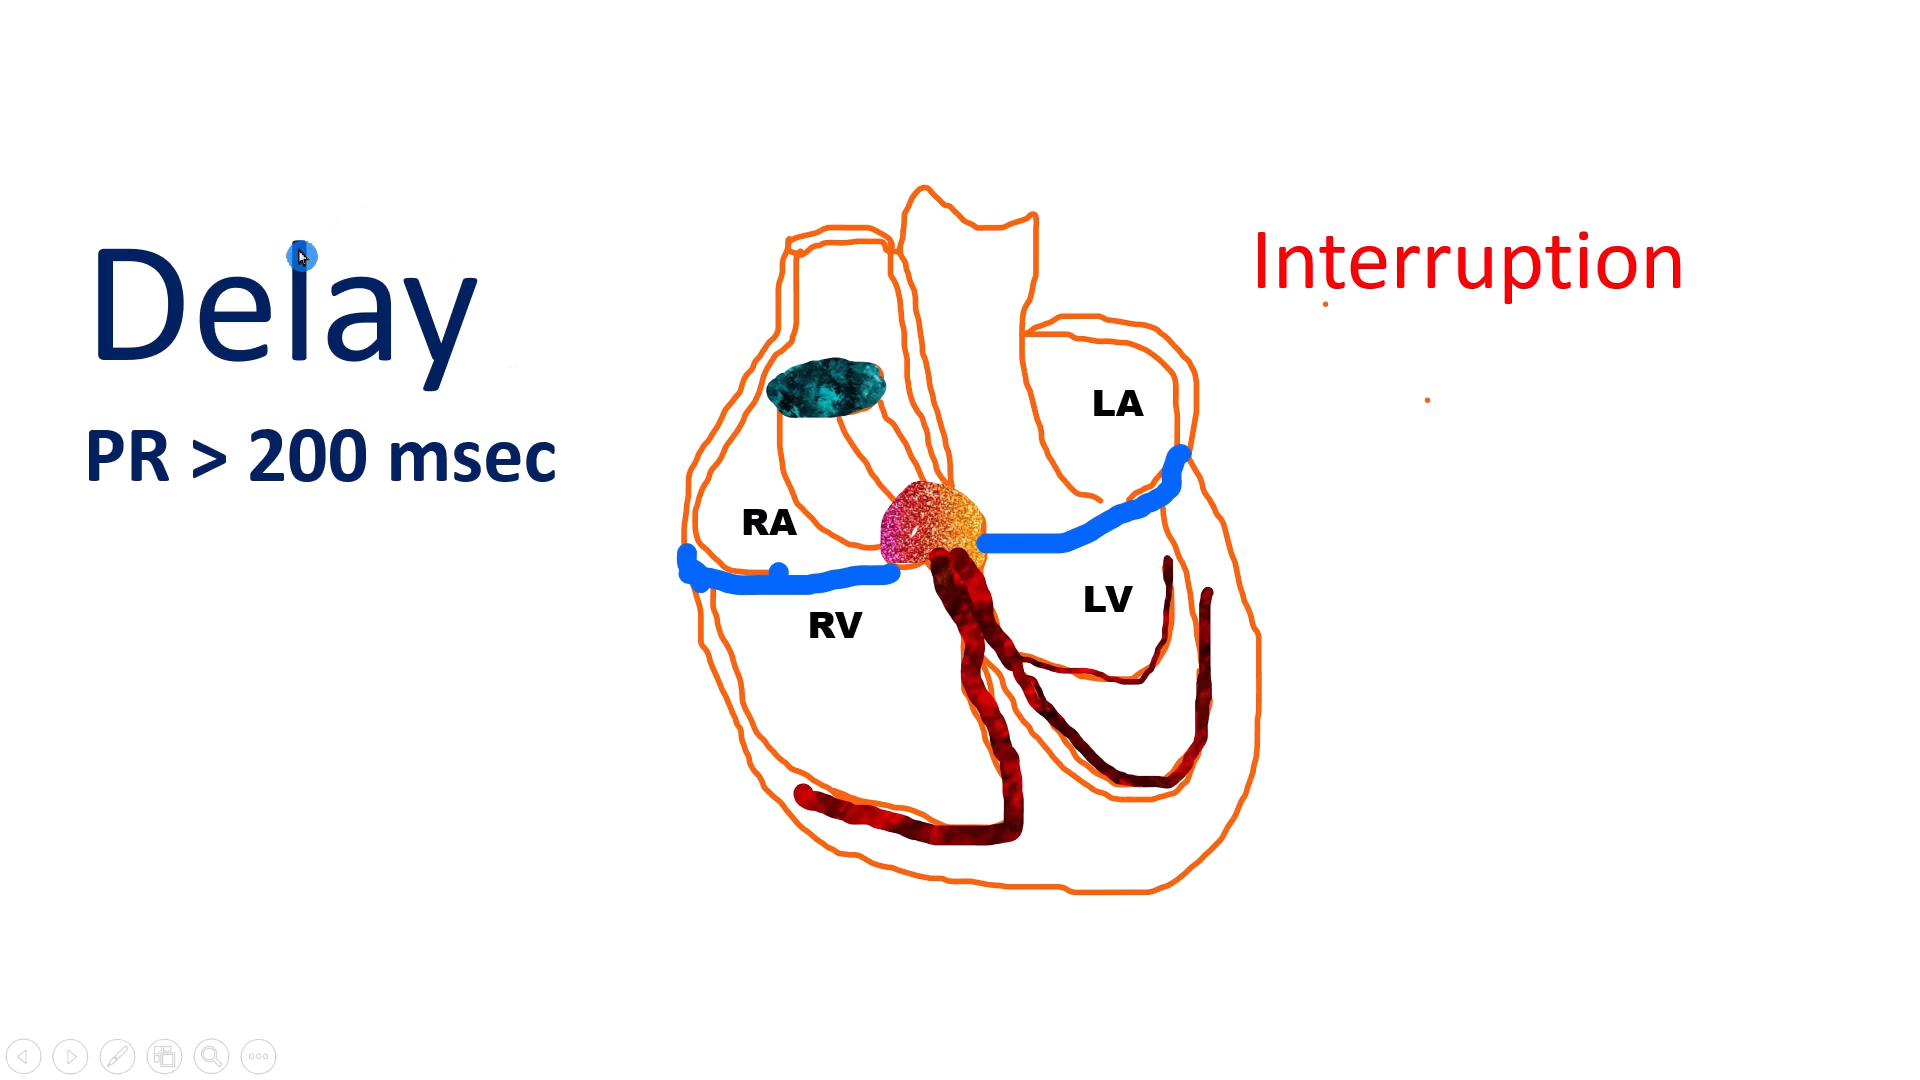 Delay
PR > 200 msec
Interruption
LA
RA
LV
RV